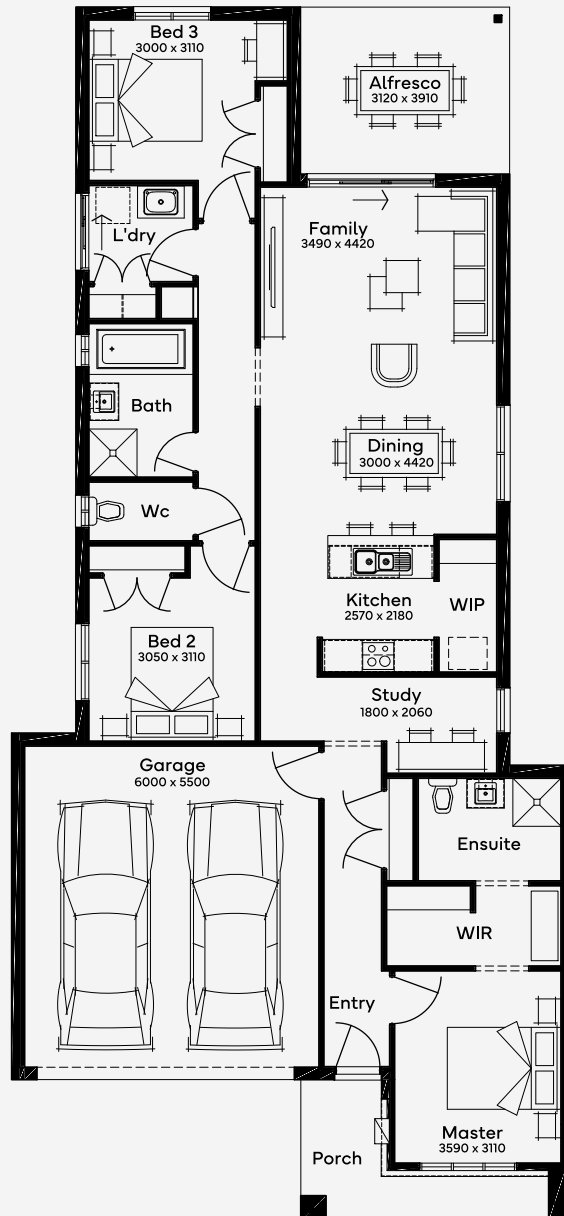 Bed 3
3000 x 3110
Alfresco
3120 x 3910
L'dry
Family
3490 x 4420
Bath
Dining
3000 x 4420
Wc
Kitchen
2570 x 2180
WIP
Bed 2
3050 x 3110
Study
1800 x 2060
Garage
6000 x 5500
Ensuite
WIR
Entry
Master
3590 x 3110
Porch